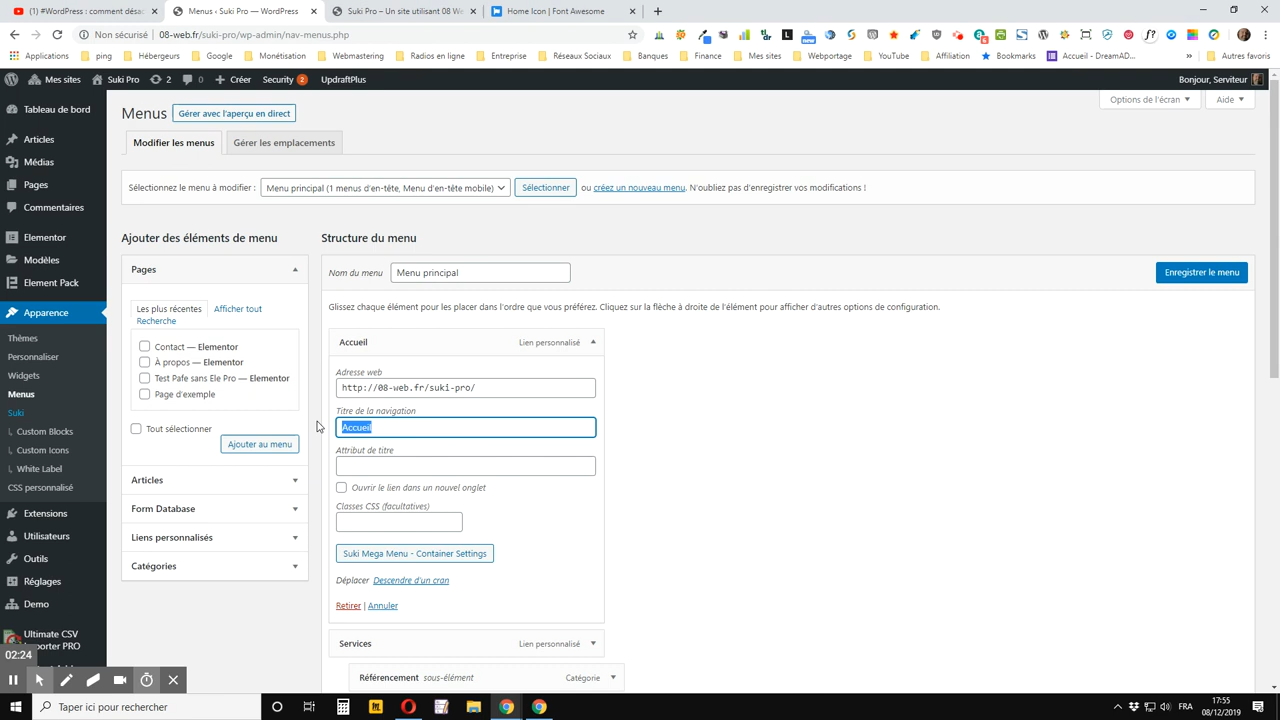 (1) #WordPress : comment désac
Menus ‹ Suki Pro — WordPress
Suki Pro – Un site utilisant 08 We
Home Icon | Font Awesome
Non sécurisé
08-web.fr/suki-pro/wp-admin/nav-menus.php
Applications
ping
Hébergeurs
Google
Monétisation
Webmastering
Radios en ligne
Entreprise
Réseaux Sociaux
Banques
Finance
Mes sites
Webportage
YouTube
Affiliation
Bookmarks
Accueil - DreamAD...
»
Autres favoris
Mes sites
Suki Pro
2
0
Créer
Security 2
UpdraftPlus
Bonjour, Serviteur
Tableau de bord
Articles
Médias
Pages
Commentaires
Elementor
Modèles
Element Pack
Apparence
Thèmes
Personnaliser
Widgets
Menus
Suki
Custom Blocks
Custom Icons
White Label
CSS personnalisé
Extensions
Utilisateurs
Outils
Réglages
Demo
Ultimate CSV
Importer PRO
Menus
Gérer avec l'aperçu en direct
Options de l'écran
Aide
Modifier les menus
Gérer les emplacements
Sélectionnez le menu à modifier :
Menu principal (1 menus d'en-tête, Menu d'en-tête mobile)
Sélectionner
ou créez un nouveau menu. N'oubliez pas d'enregistrer vos modifications !
Ajouter des éléments de menu
Pages
Les plus récentes
Afficher tout
Recherche
Contact — Elementor
À propos — Elementor
Test Pafe sans Ele Pro — Elementor
Page d'exemple
Tout sélectionner
Ajouter au menu
Articles
Form Database
Liens personnalisés
Catégories
Structure du menu
Nom du menu
Menu principal
Enregistrer le menu
Glissez chaque élément pour les placer dans l'ordre que vous préférez. Cliquez sur la flèche à droite de l'élément pour afficher d'autres options de configuration.
Accueil
Lien personnalisé
Adresse web
http://08-web.fr/suki-pro/
Titre de la navigation
Accueil
Attribut de titre
Ouvrir le lien dans un nouvel onglet
Classes CSS (facultatives)
Suki Mega Menu - Container Settings
Déplacer Descendre d'un cran
Retirer | Annuler
Services
Lien personnalisé
Référencement sous-élément
Catégorie
02:24
Taper ici pour rechercher
FRA
17:55
08/12/2019